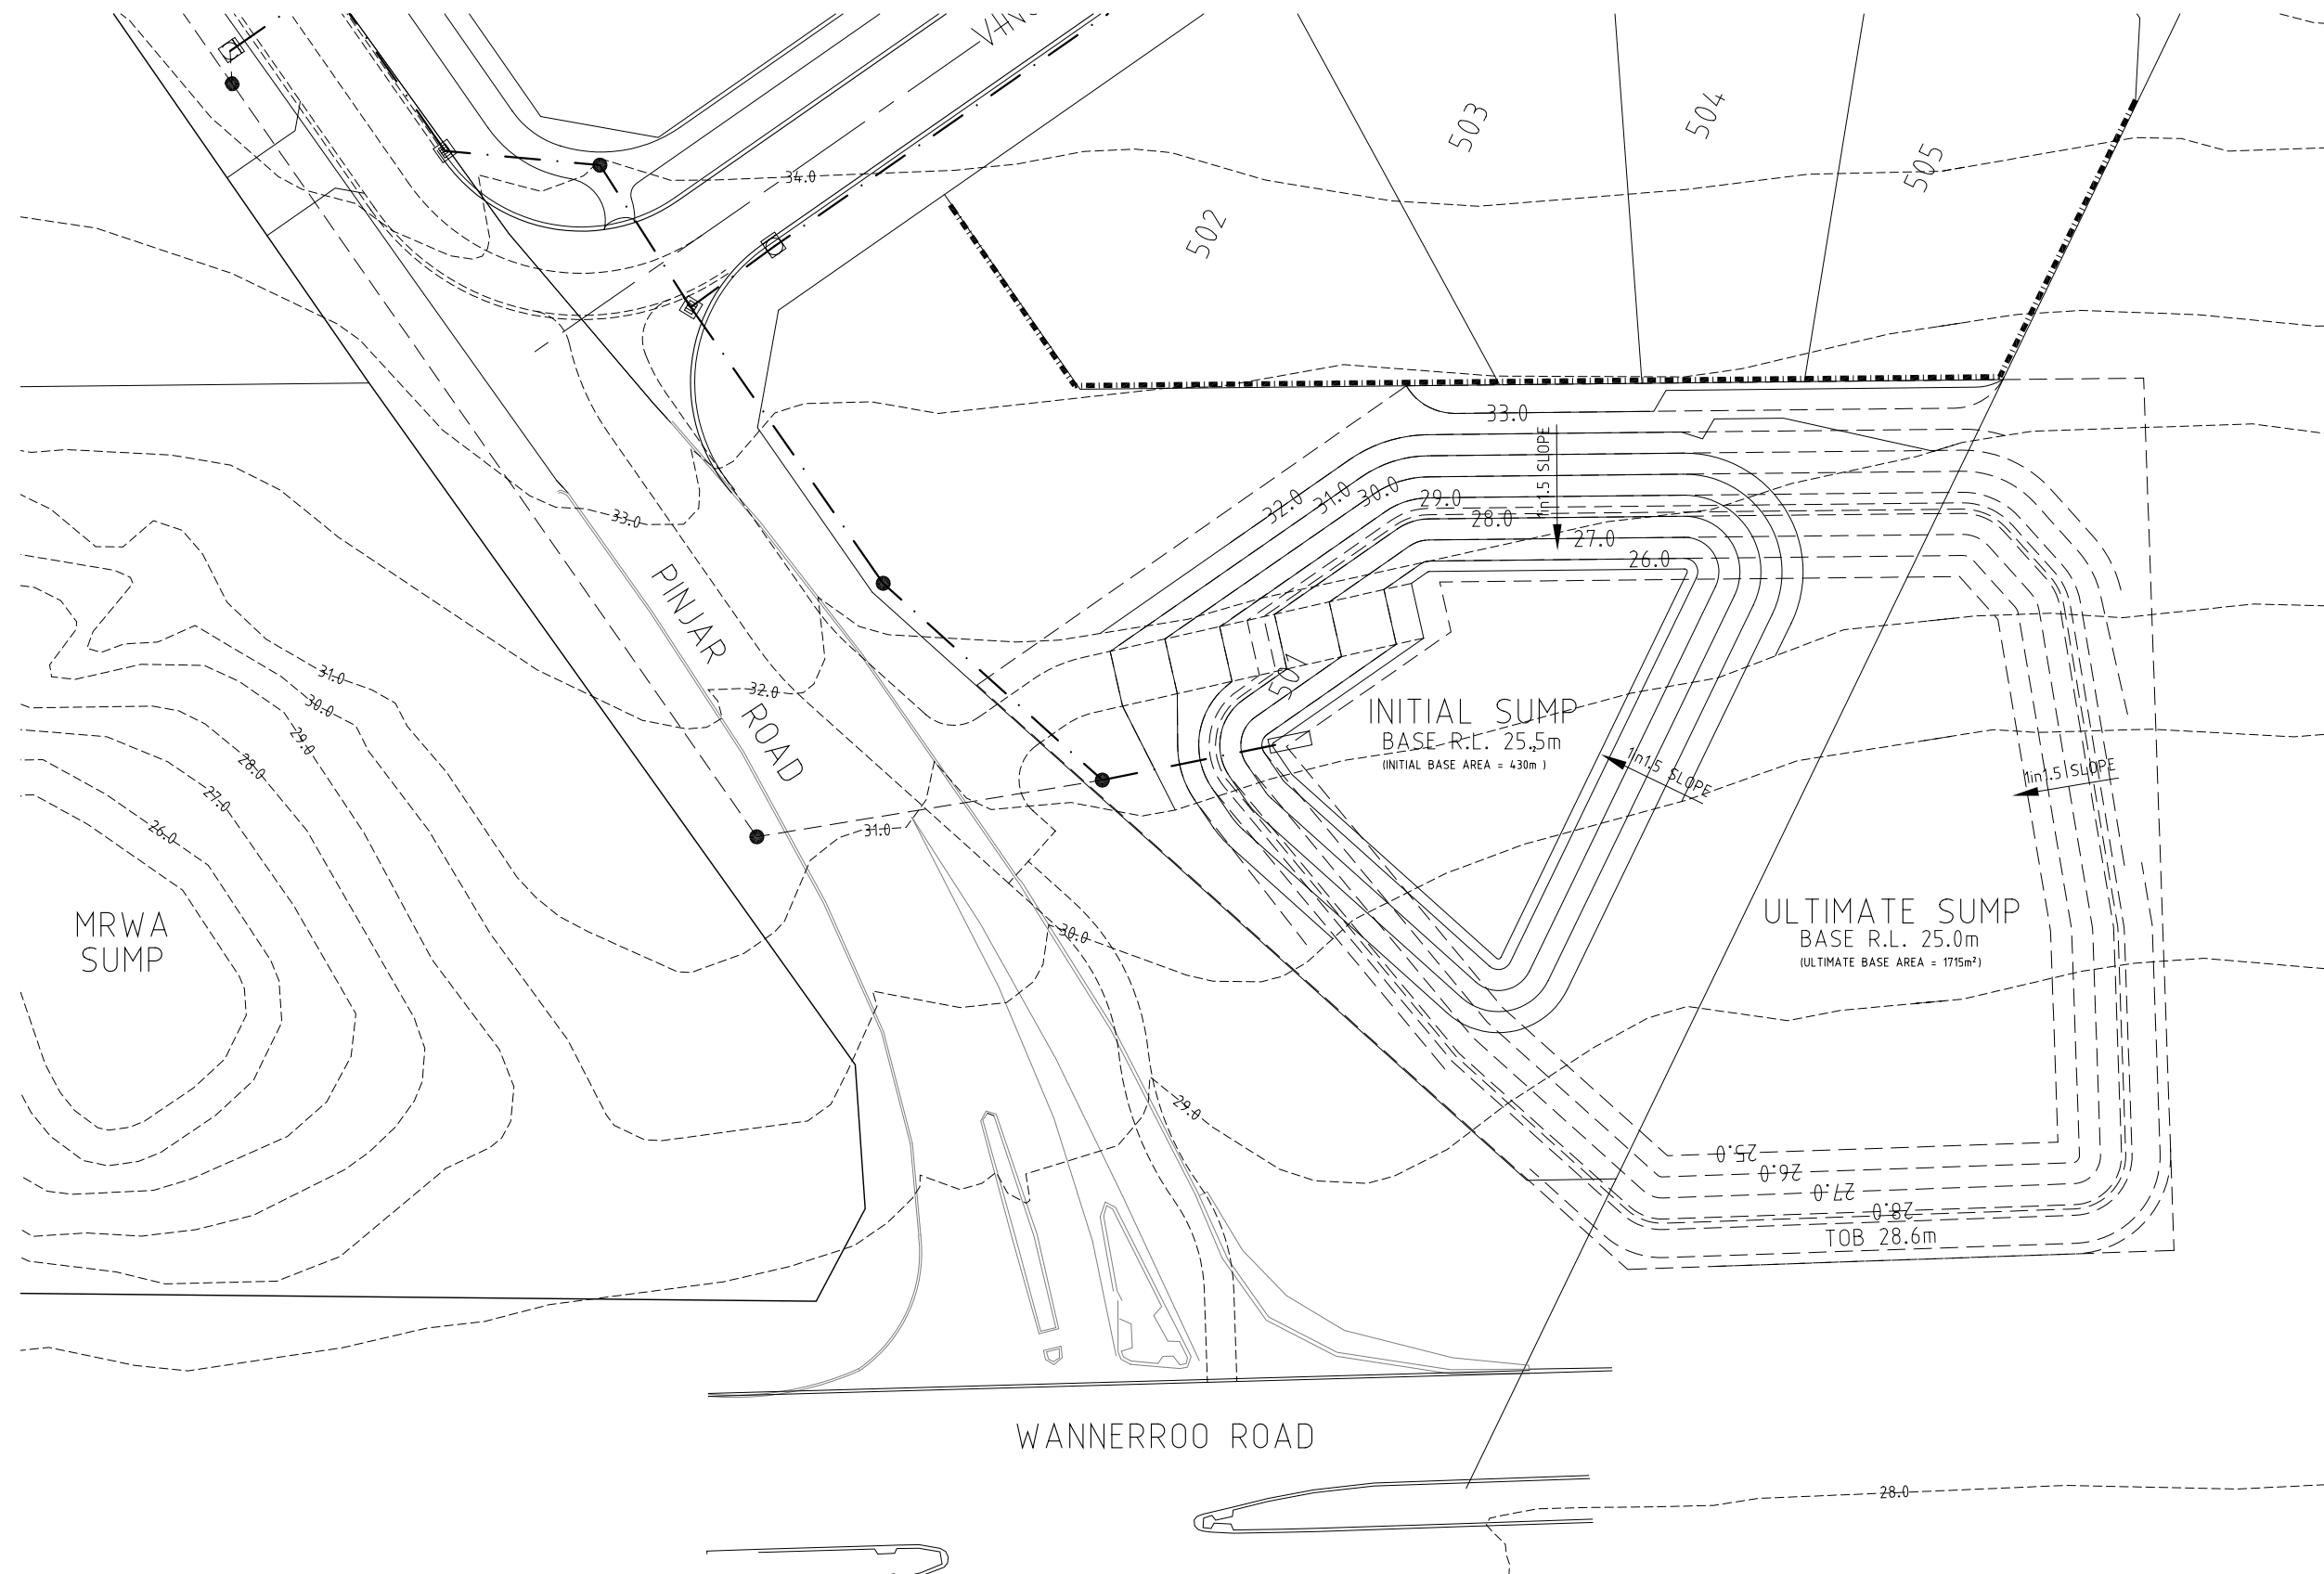 VIN
34.0
503
504
505
502
33.0
1in1.5 SLOPE
32.0
31.0
30.0
29.0
28.0
27.0
26.0
33.0
PINJAR ROAD
32.0
31.0
30.0
29.0
28.0
27.0
26.0
501
INITIAL SUMP
BASE R.L. 25.5m
(INITIAL BASE AREA = 430m )
1in1.5 SLOPE
1in1.5 SLOPE
31.0
MRWA
SUMP
30.0
ULTIMATE SUMP
BASE R.L. 25.0m
(ULTIMATE BASE AREA = 1715m²)
29.0
25.0
26.0
27.0
28.0
TOB 28.6m
WANNERROO ROAD
28.0